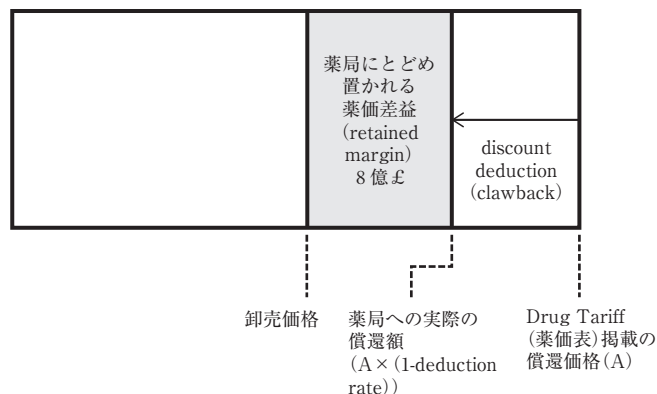 薬局にとどめ
置かれる
薬価差益
(retained
margin)
8億£
discount
deduction
(clawback)
卸売価格
薬局への実際の
償還額
(A×(1-deduction
rate))
Drug Tariff
(薬価表)掲載の
償還価格(A)